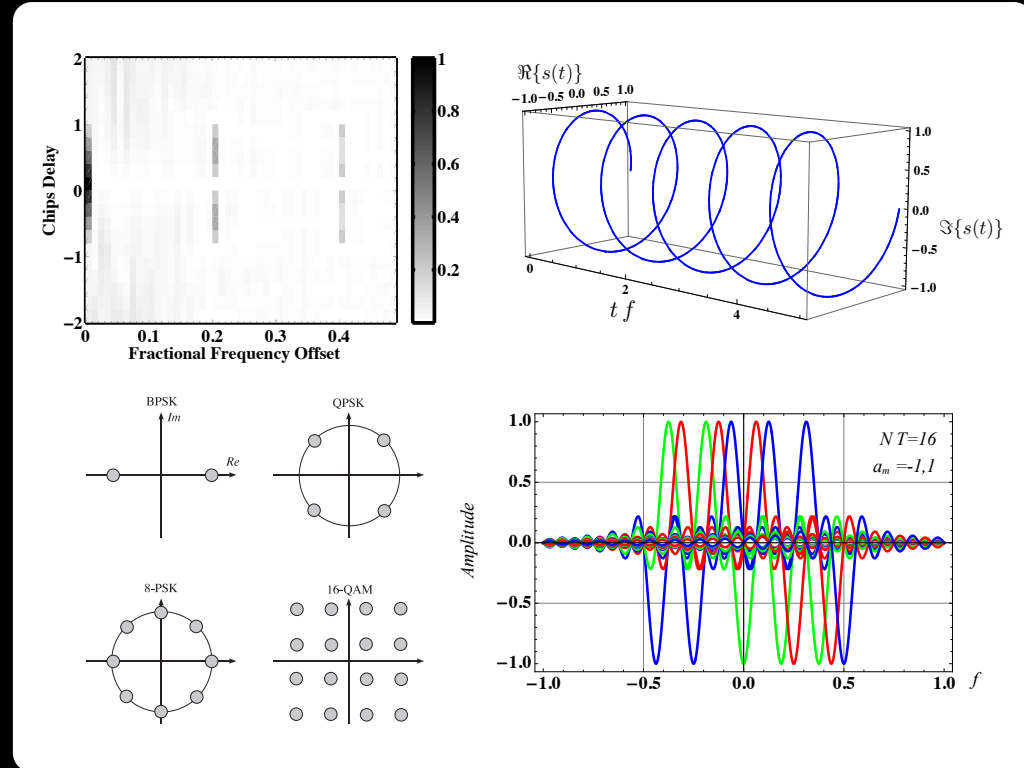 2
1
0
−1
−2
Chips Delay
0
0.1
0.2
0.3
0.4
Fractional Frequency Offset
1
0.8
0.6
0.4
0.2
ℜ{s(t)}
−1.0
−0.5
0.0
0.5
1.0
1.0
0.5
0.0
−0.5
−1.0
ℑ{s(t)}
0
2
4
t f
BPSK
Im
Re
QPSK
8-PSK
16-QAM
1.0
0.5
0.0
−0.5
−1.0
Amplitude
N T=16
aₘ =-1,1
−1.0
−0.5
0.0
0.5
1.0
f